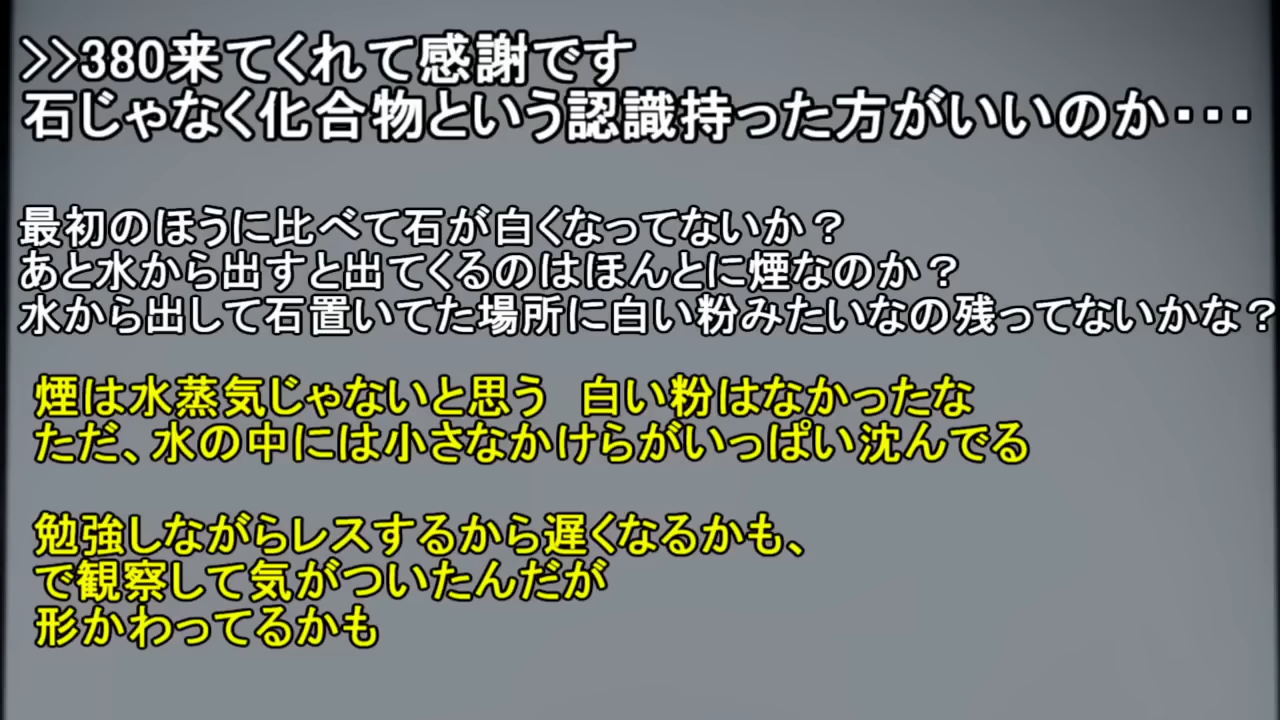 >>380来てくれて感謝です
石じゃなく化合物という認識持った方がいいのか・・・
最初のほうに比べて石が白くなってないか？
あと水から出すと出てくるのはほんとに煙なのか？
水から出して石置いてた場所に白い粉みたいなの残ってないかな？
煙は水蒸気じゃないと思う　白い粉はなかったな
ただ、水の中には小さなかけらがいっぱい沈んでる
勉強しながらレスするから遅くなるかも、
で観察して気がついたんだが
形かわってるかも